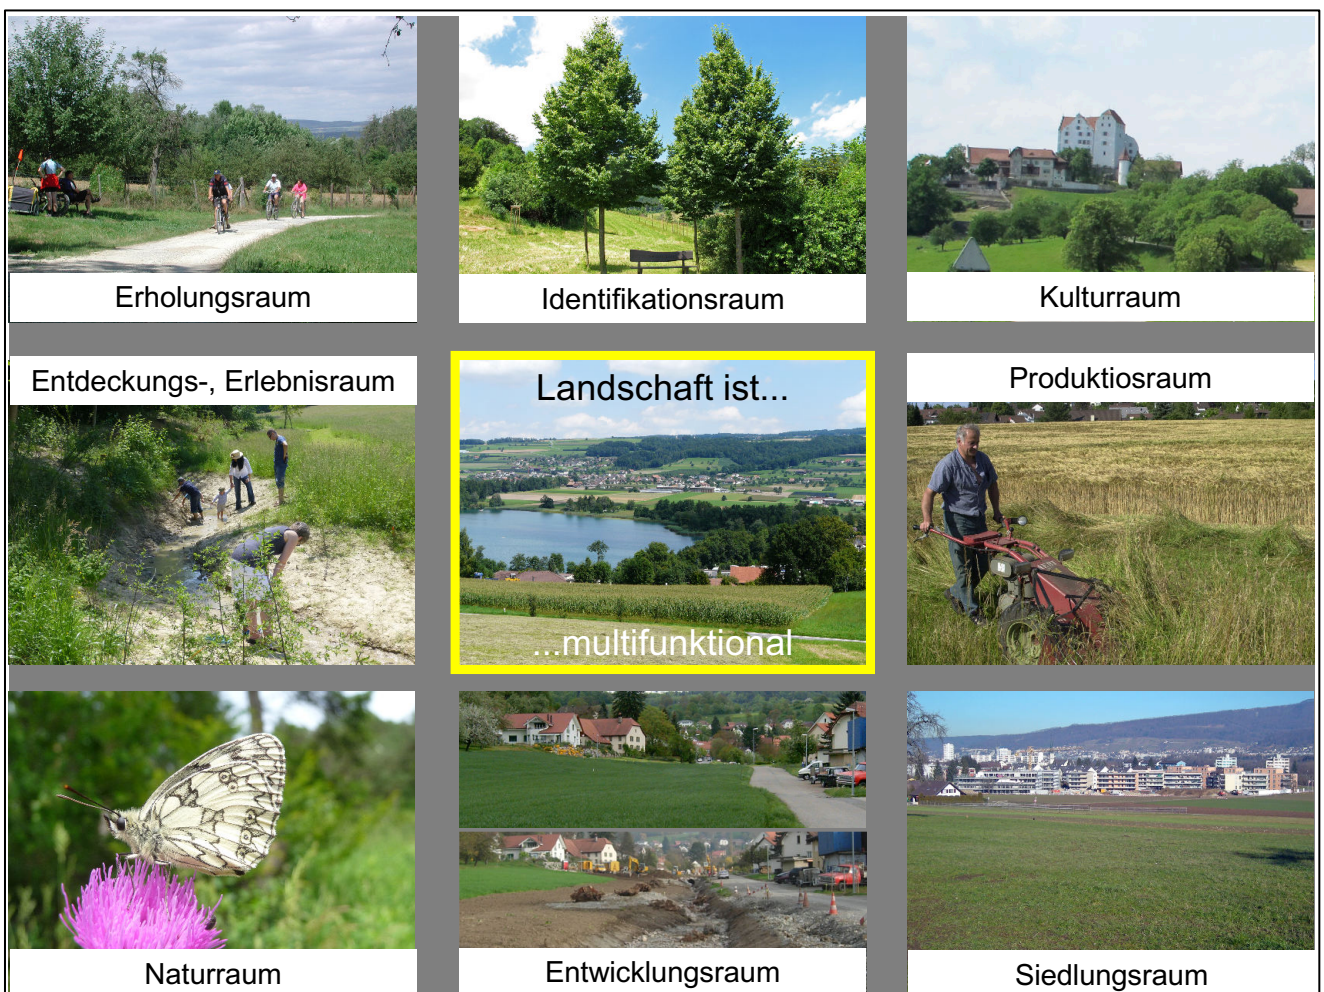 Erholungsraum
Identifikationsraum
Kulturraum
Entdeckungs-, Erlebnisraum
Landschaft ist...
...multifunktional
Produktiosraum
Naturraum
Entwicklungsraum
Siedlungsraum